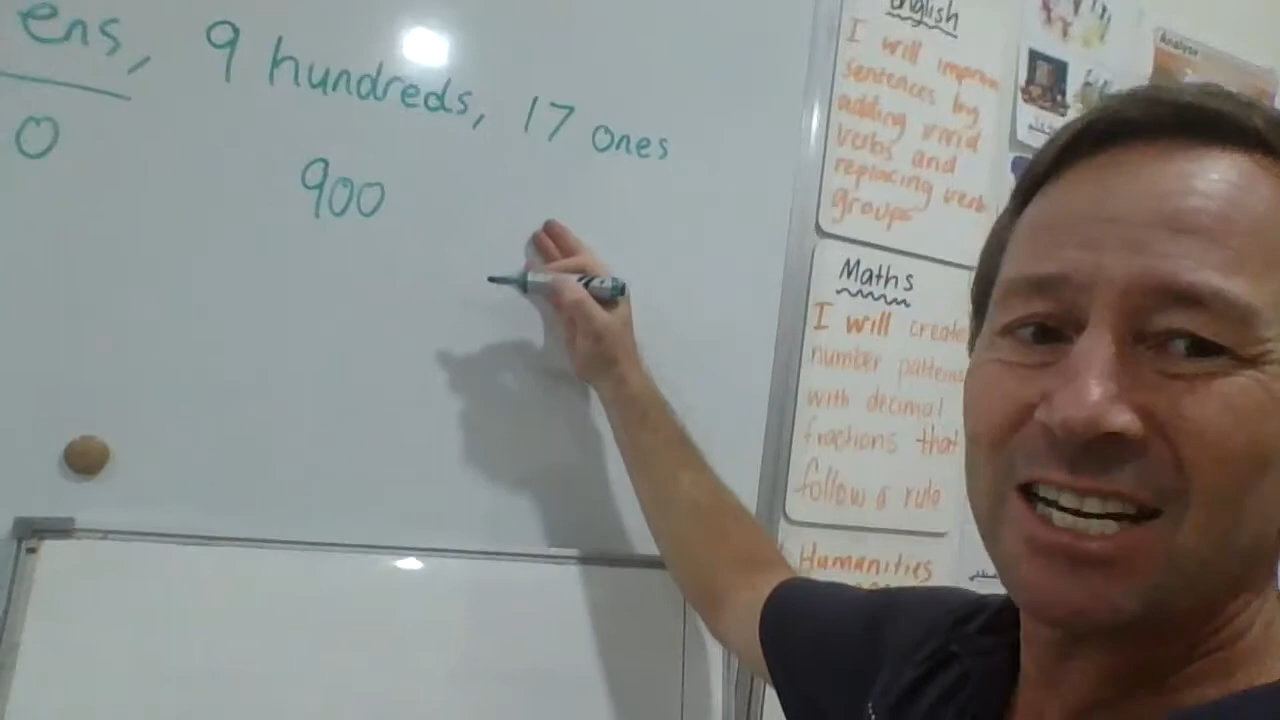 ens, 9 hundreds, 17 ones
0 900
English
I will improve
sentences by
adding vivid
verbs and
replacing verb
groups
Maths
I will create
number patterns
with decimal
fractions that
follow a rule
Humanities
Analyse